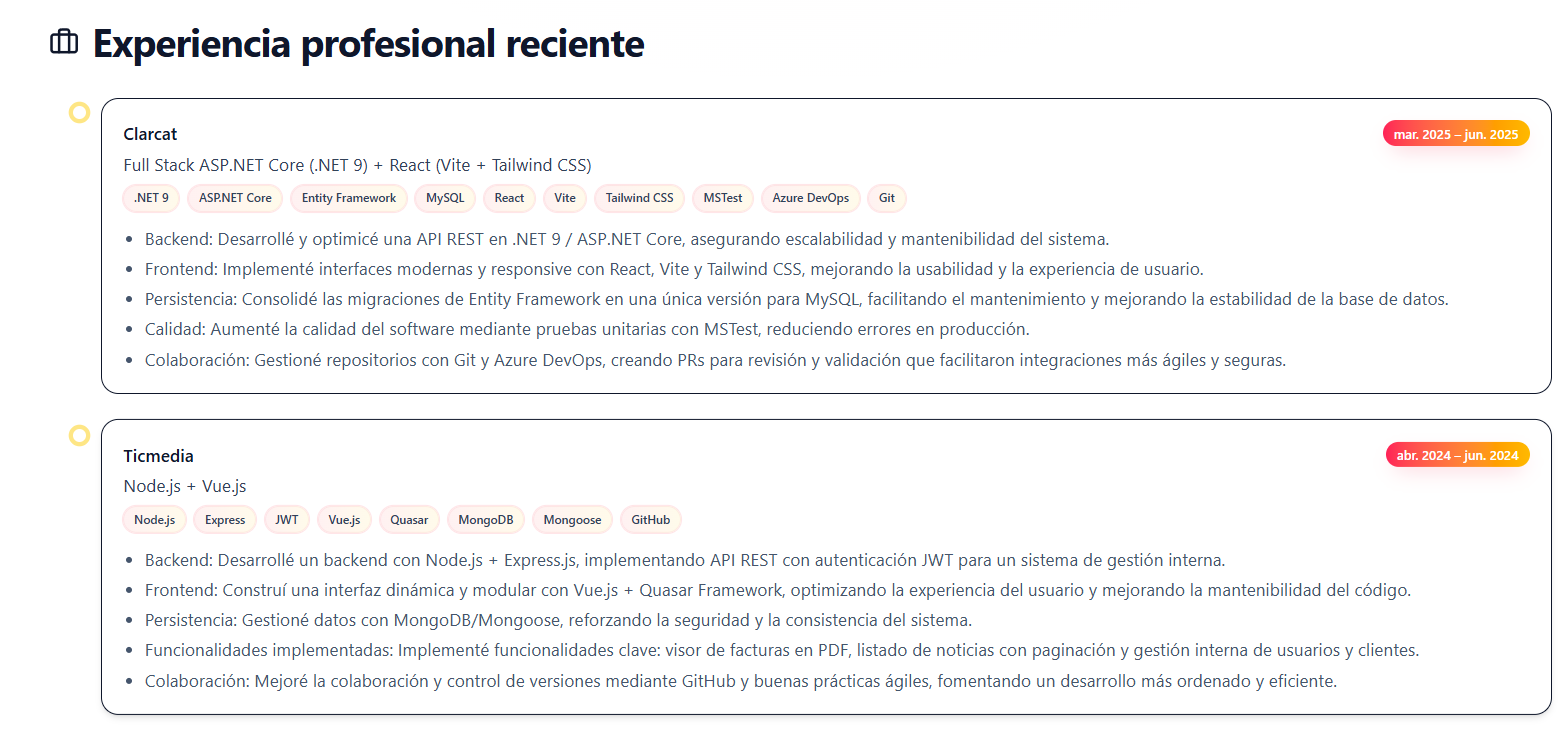 Experiencia profesional reciente
Clarcat
mar. 2025 – jun. 2025
Full Stack ASP.NET Core (.NET 9) + React (Vite + Tailwind CSS)
.NET 9 ASP.NET Core Entity Framework MySQL React Vite Tailwind CSS MSTest Azure DevOps Git
• Backend: Desarrollé y optimicé una API REST en .NET 9 / ASP.NET Core, asegurando escalabilidad y mantenibilidad del sistema.
• Frontend: Implementé interfaces modernas y responsive con React, Vite y Tailwind CSS, mejorando la usabilidad y la experiencia de usuario.
• Persistencia: Consolidé las migraciones de Entity Framework en una única versión para MySQL, facilitando el mantenimiento y mejorando la estabilidad de la base de datos.
• Calidad: Aumenté la calidad del software mediante pruebas unitarias con MSTest, reduciendo errores en producción.
• Colaboración: Gestioné repositorios con Git y Azure DevOps, creando PRs para revisión y validación que facilitaron integraciones más ágiles y seguras.
Ticmedia
abr. 2024 – jun. 2024
Node.js + Vue.js
Node.js Express JWT Vue.js Quasar MongoDB Mongoose GitHub
• Backend: Desarrollé un backend con Node.js + Express.js, implementando API REST con autenticación JWT para un sistema de gestión interna.
• Frontend: Construí una interfaz dinámica y modular con Vue.js + Quasar Framework, optimizando la experiencia del usuario y mejorando la mantenibilidad del código.
• Persistencia: Gestioné datos con MongoDB/Mongoose, reforzando la seguridad y la consistencia del sistema.
• Funcionalidades implementadas: Implementé funcionalidades clave: visor de facturas en PDF, listado de noticias con paginación y gestión interna de usuarios y clientes.
• Colaboración: Mejoré la colaboración y control de versiones mediante GitHub y buenas prácticas ágiles, fomentando un desarrollo más ordenado y eficiente.